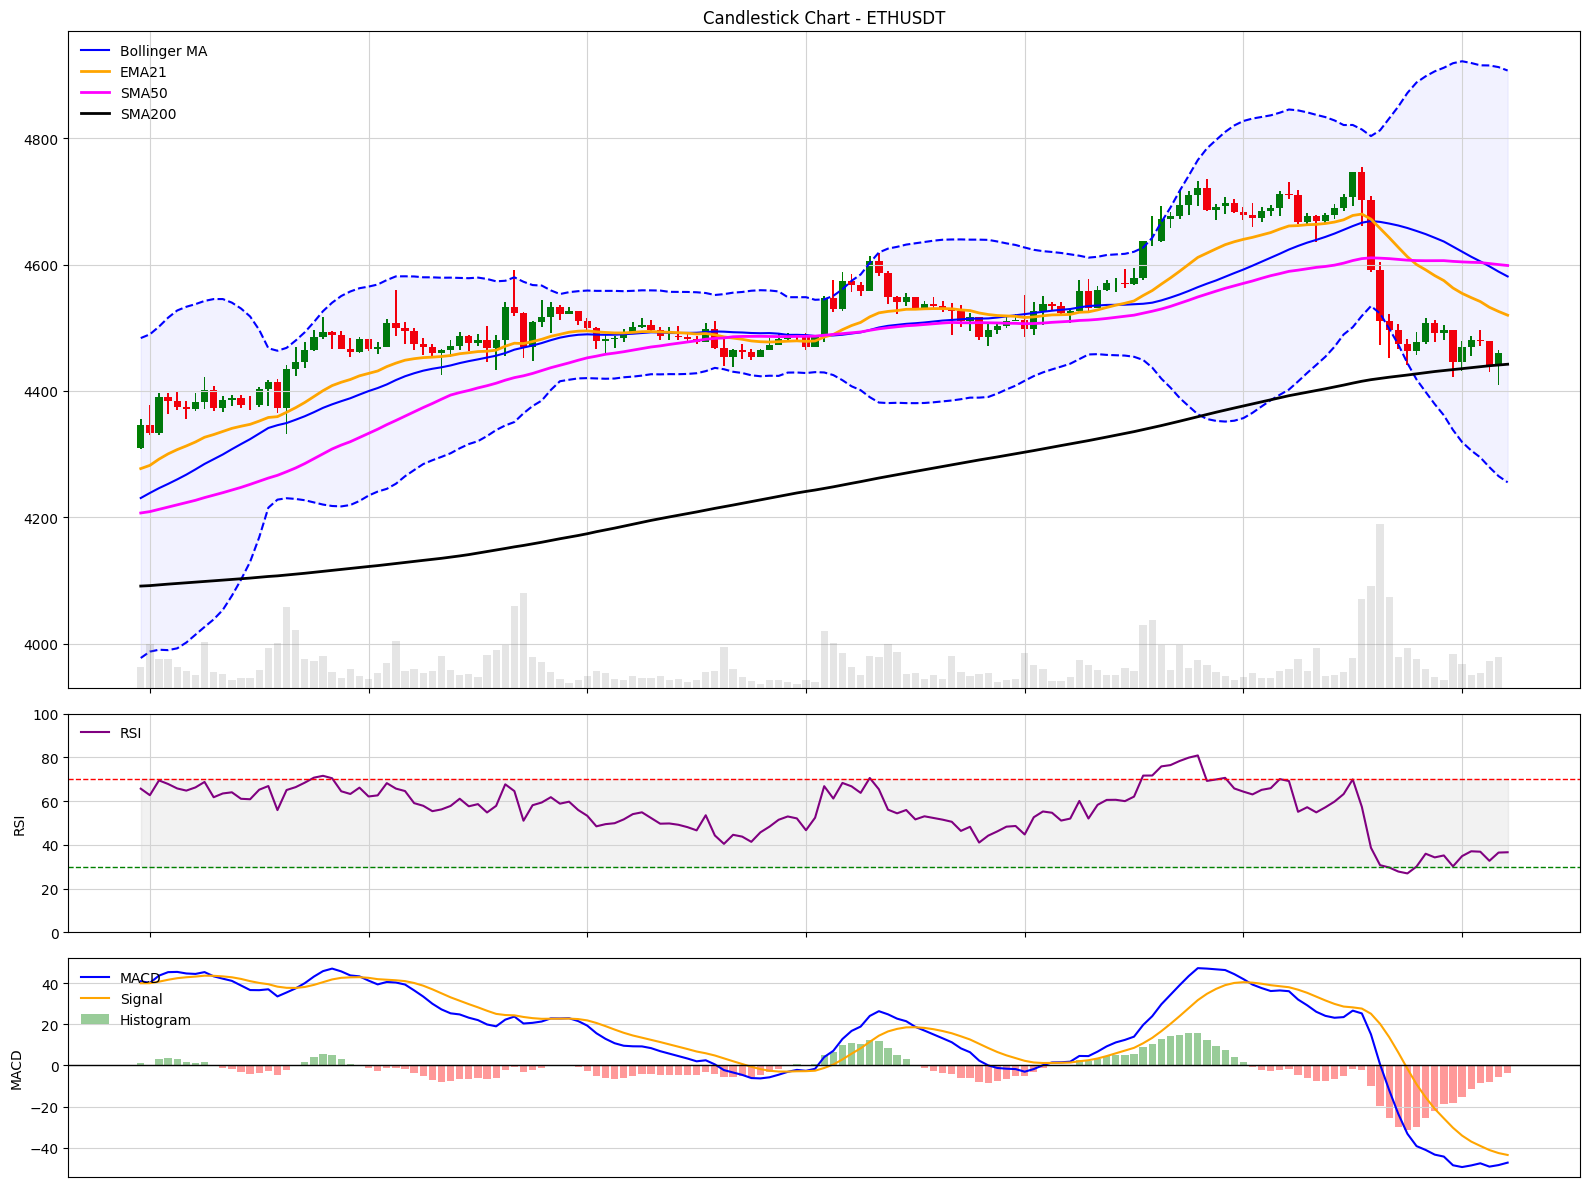 Candlestick Chart - ETHUSDT
Bollinger MA
EMA21
SMA50
SMA200
4800
4600
4400
4200
4000
100
80
60
40
20
0
RSI
RSI
40
20
0
−20
−40
MACD
MACD
Signal
Histogram